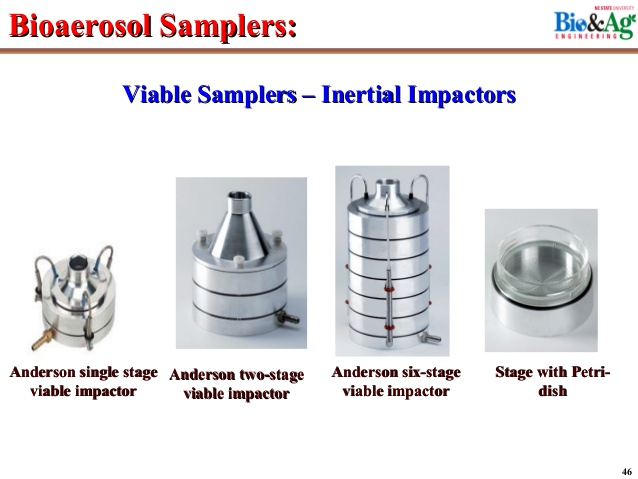 Bioaerosol Samplers:
NC STATE UNIVERSITY
Bio&Ag
ENGINEERING
Viable Samplers – Inertial Impactors
Anderson single stage
viable impactor
Anderson two-stage
viable impactor
Anderson six-stage
viable impactor
Stage with Petri-
dish
46